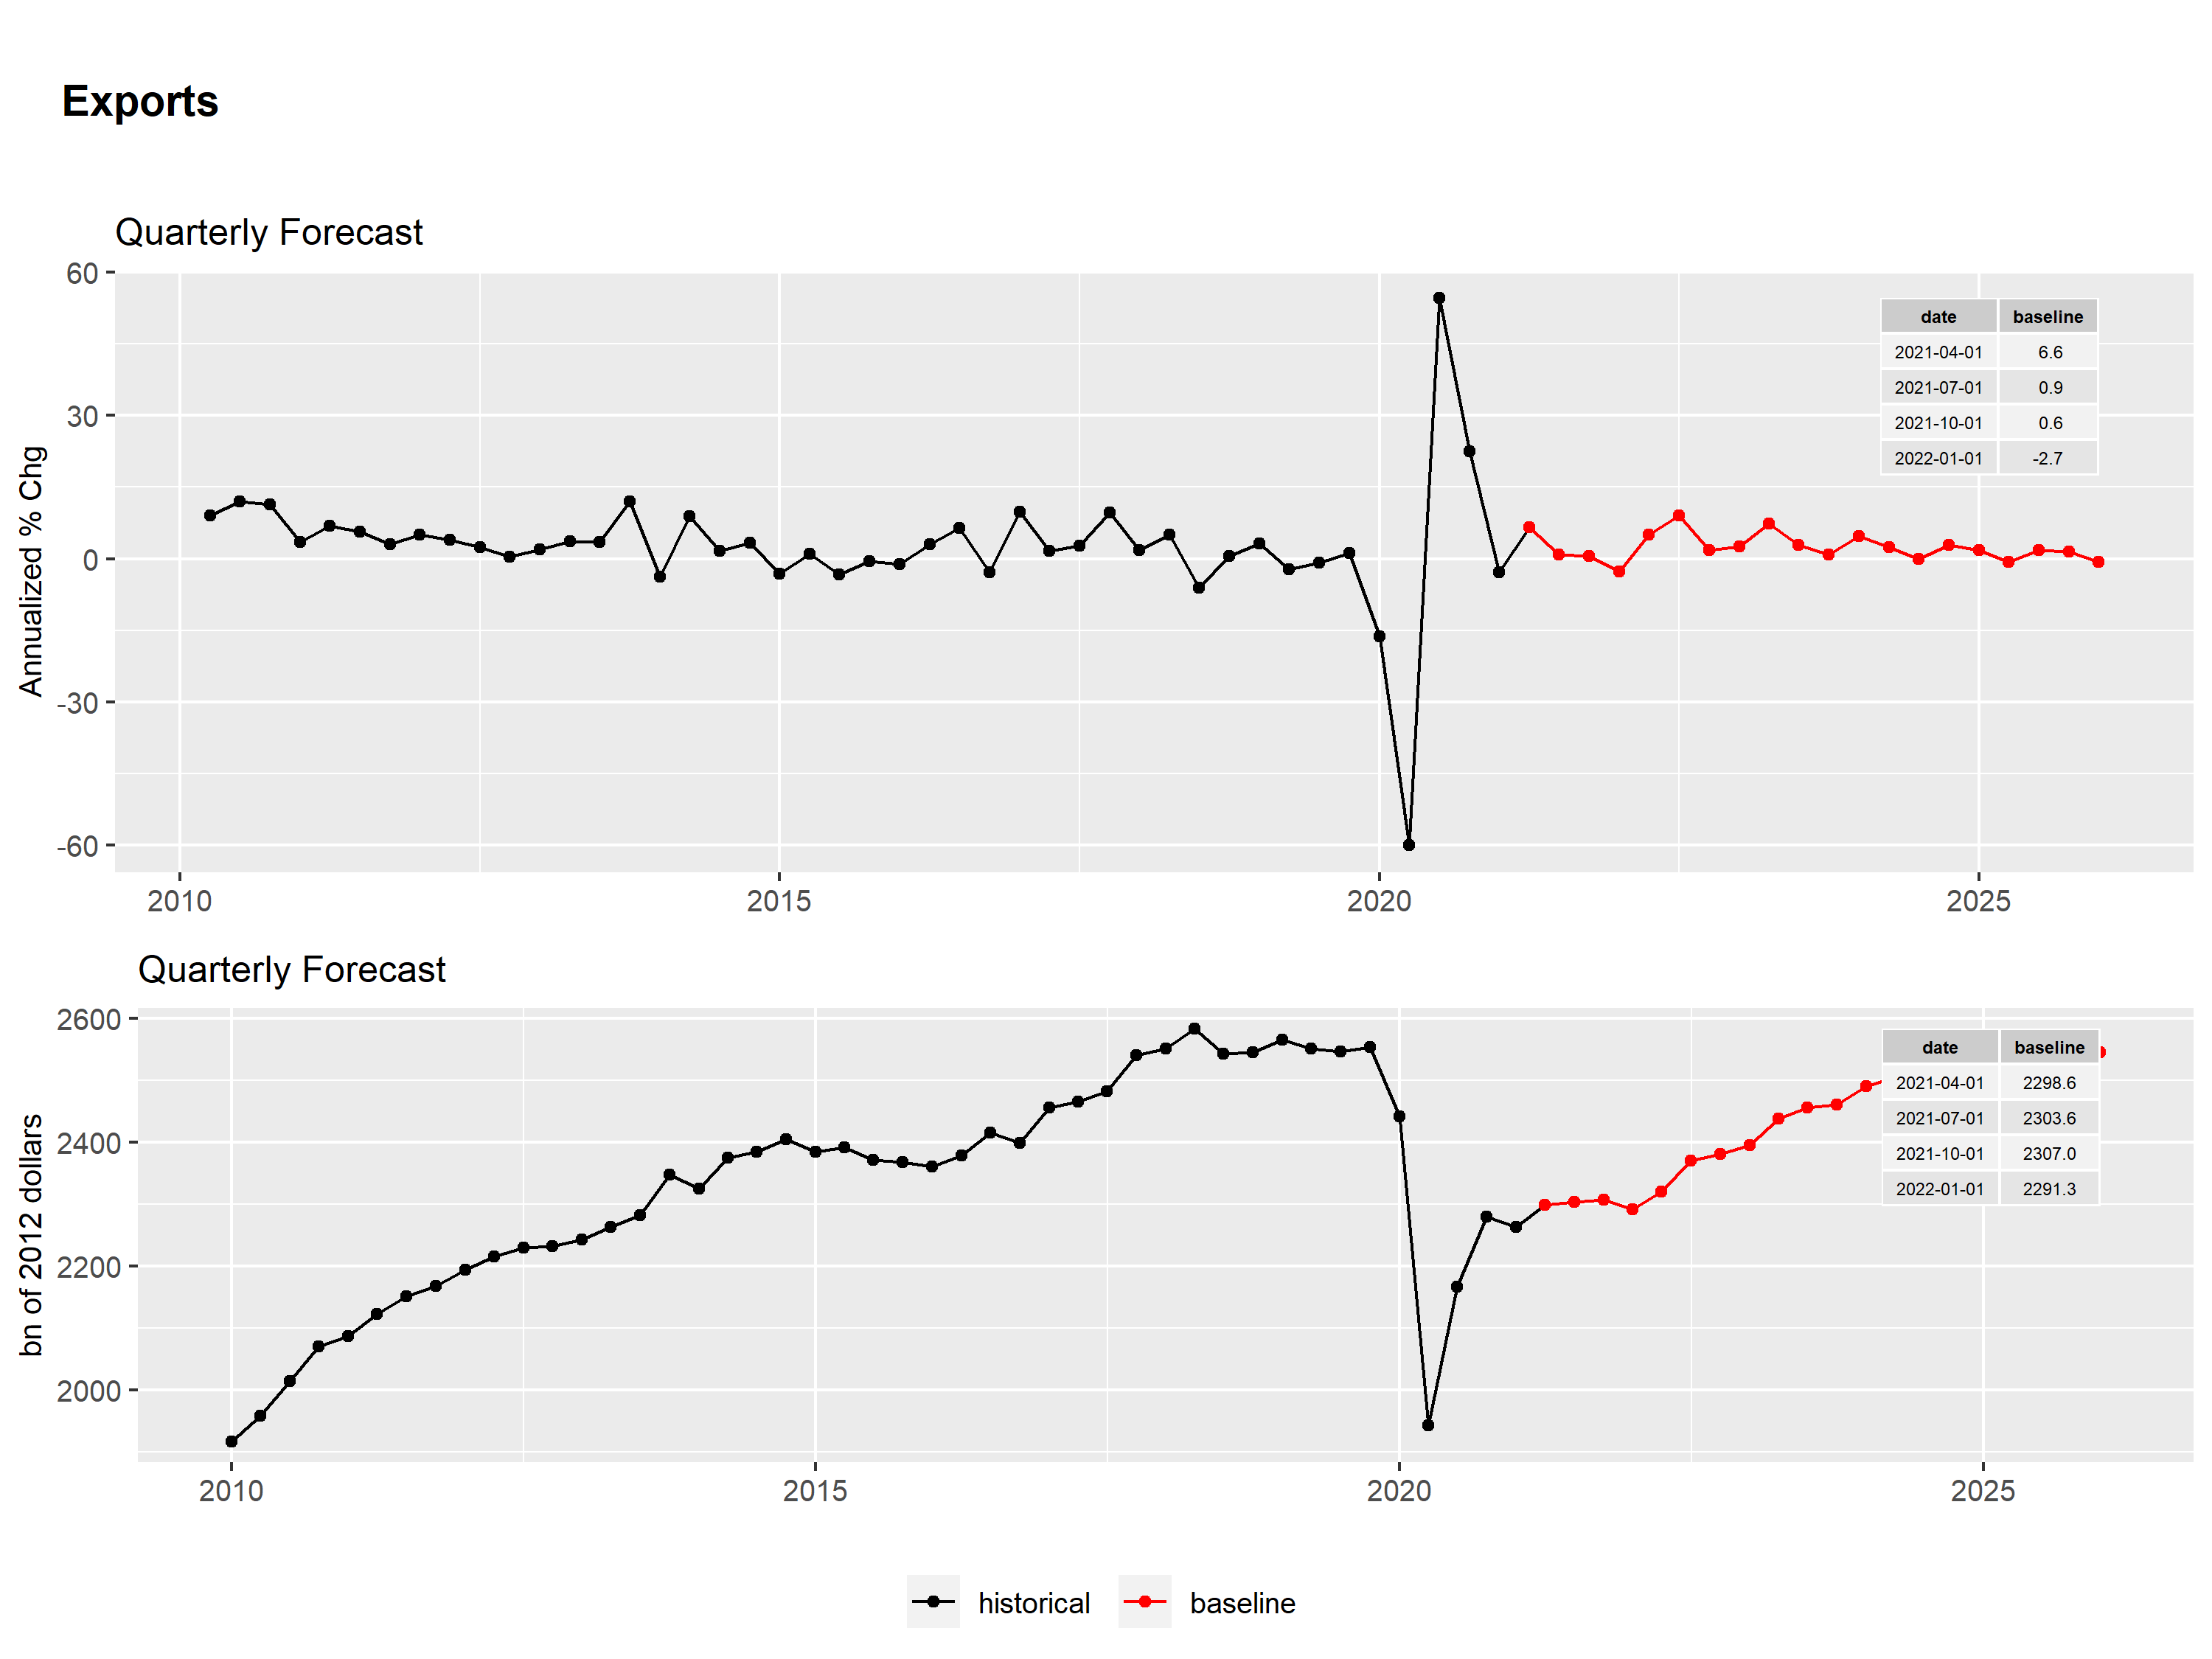 Exports
Quarterly Forecast
Annualized % Chg
60
30
0
-30
-60
date baseline
2021-04-01 6.6
2021-07-01 0.9
2021-10-01 0.6
2022-01-01 -2.7
2010 2015 2020 2025
Quarterly Forecast
bn of 2012 dollars
2600
2400
2200
2000
date baseline
2021-04-01 2298.6
2021-07-01 2303.6
2021-10-01 2307.0
2022-01-01 2291.3
2010 2015 2020 2025
historical baseline